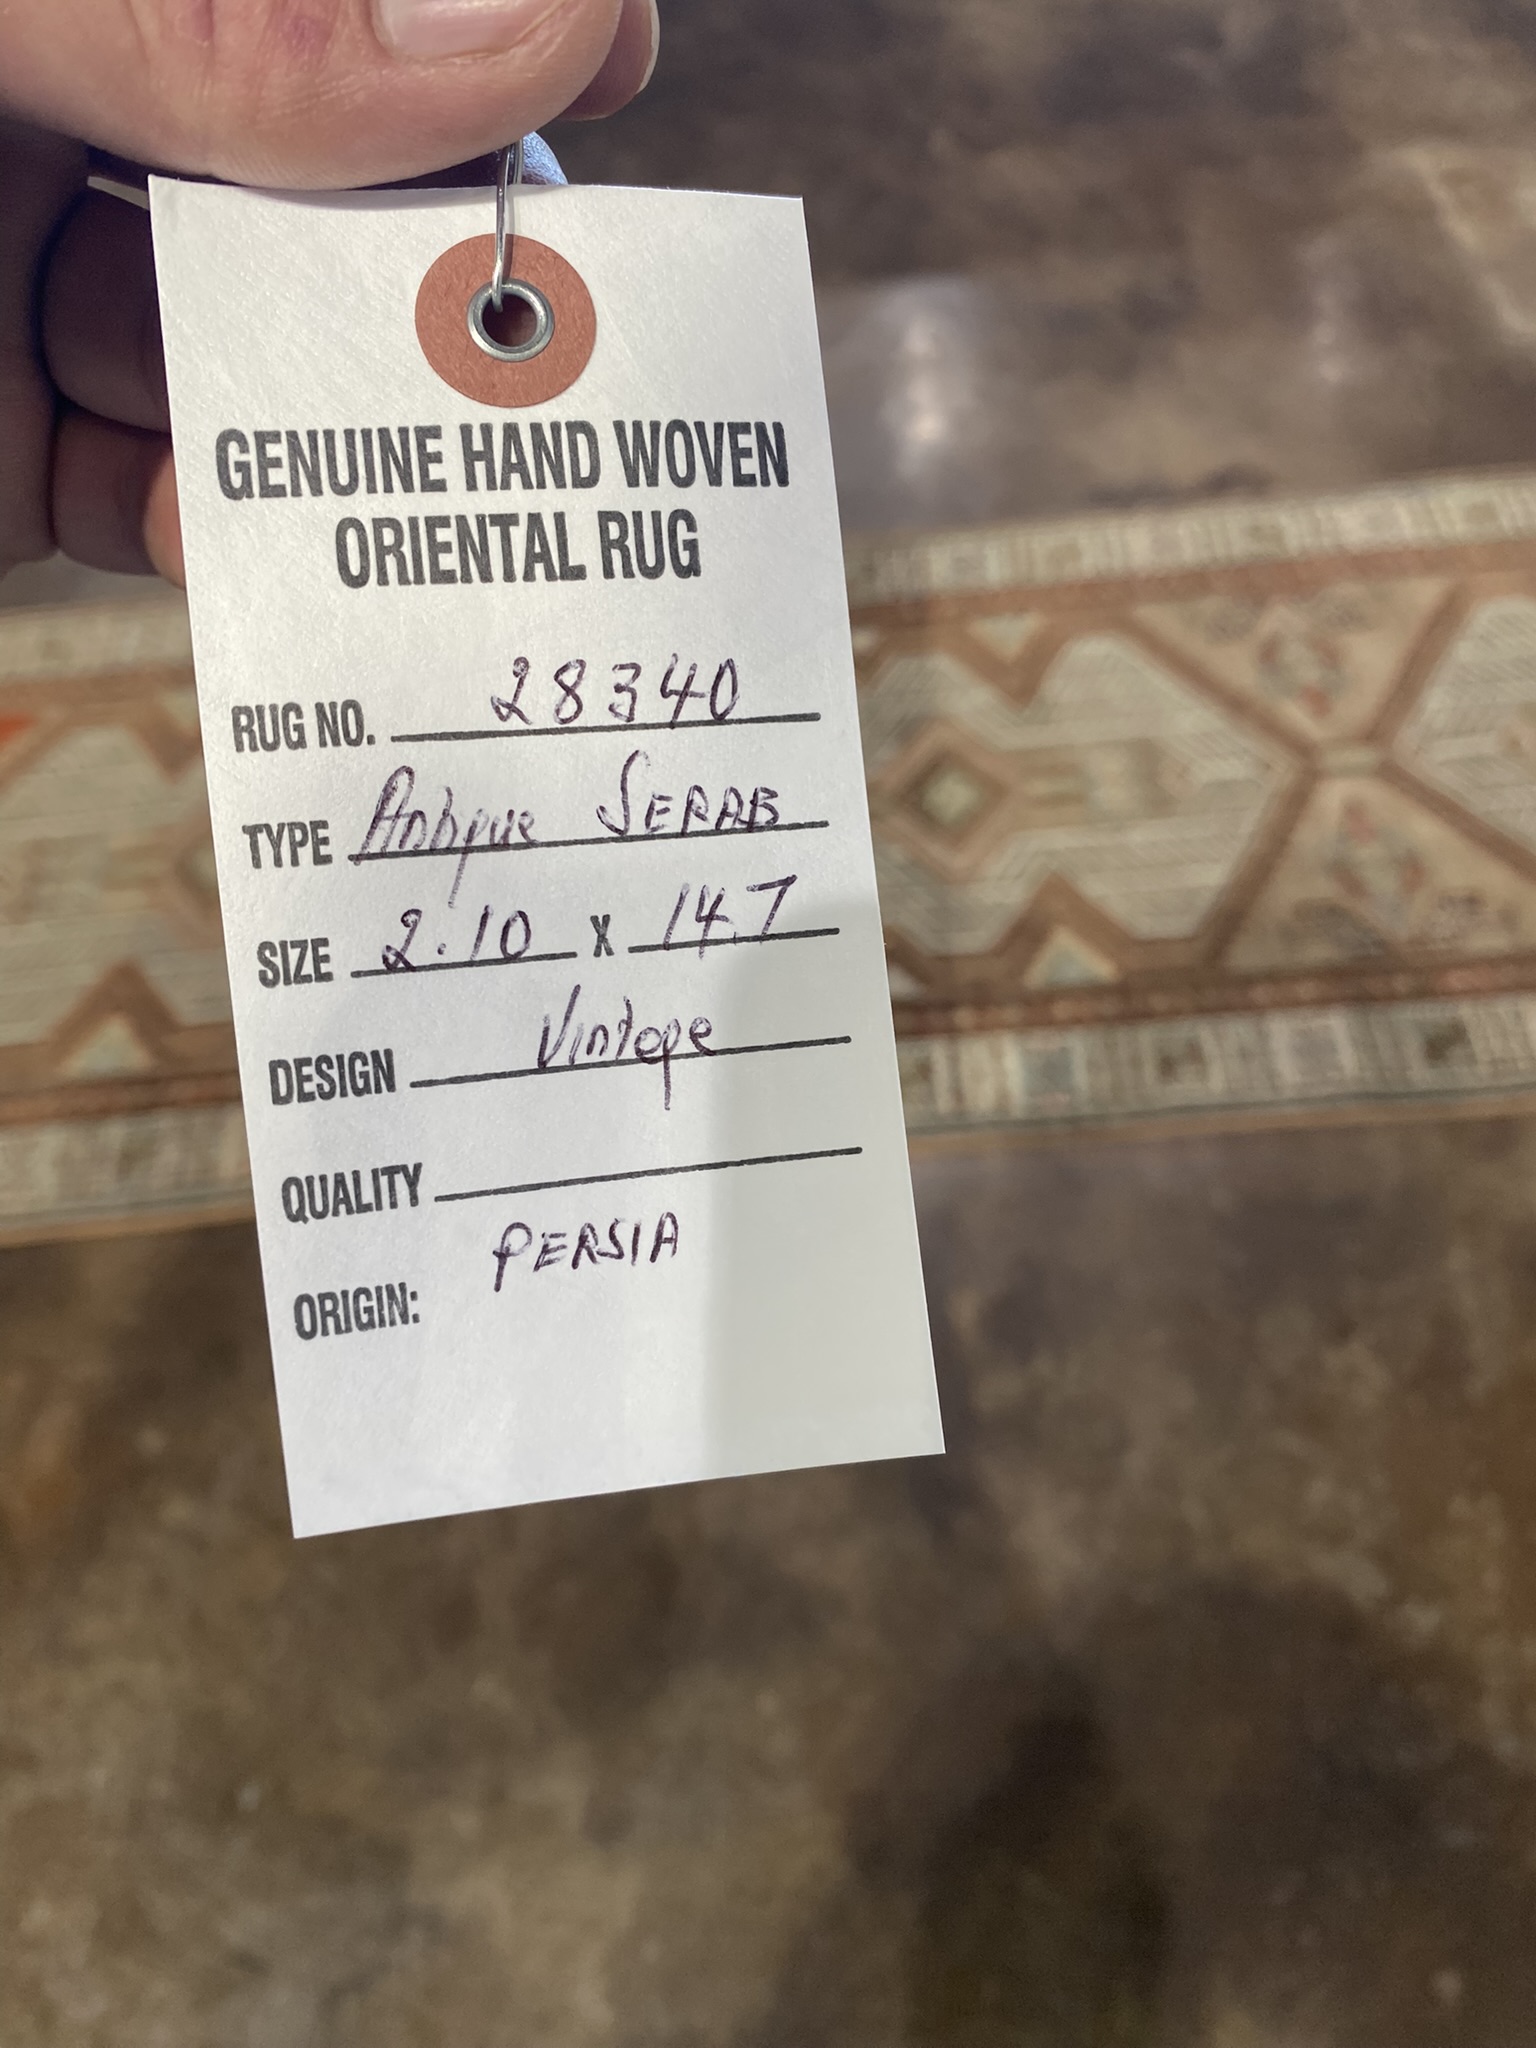 GENUINE HAND WOVEN
ORIENTAL RUG
RUG NO. 28340
TYPE Antique SERAB
SIZE 2.10 X 14.7
DESIGN Vintage
QUALITY
PERSIA
ORIGIN: